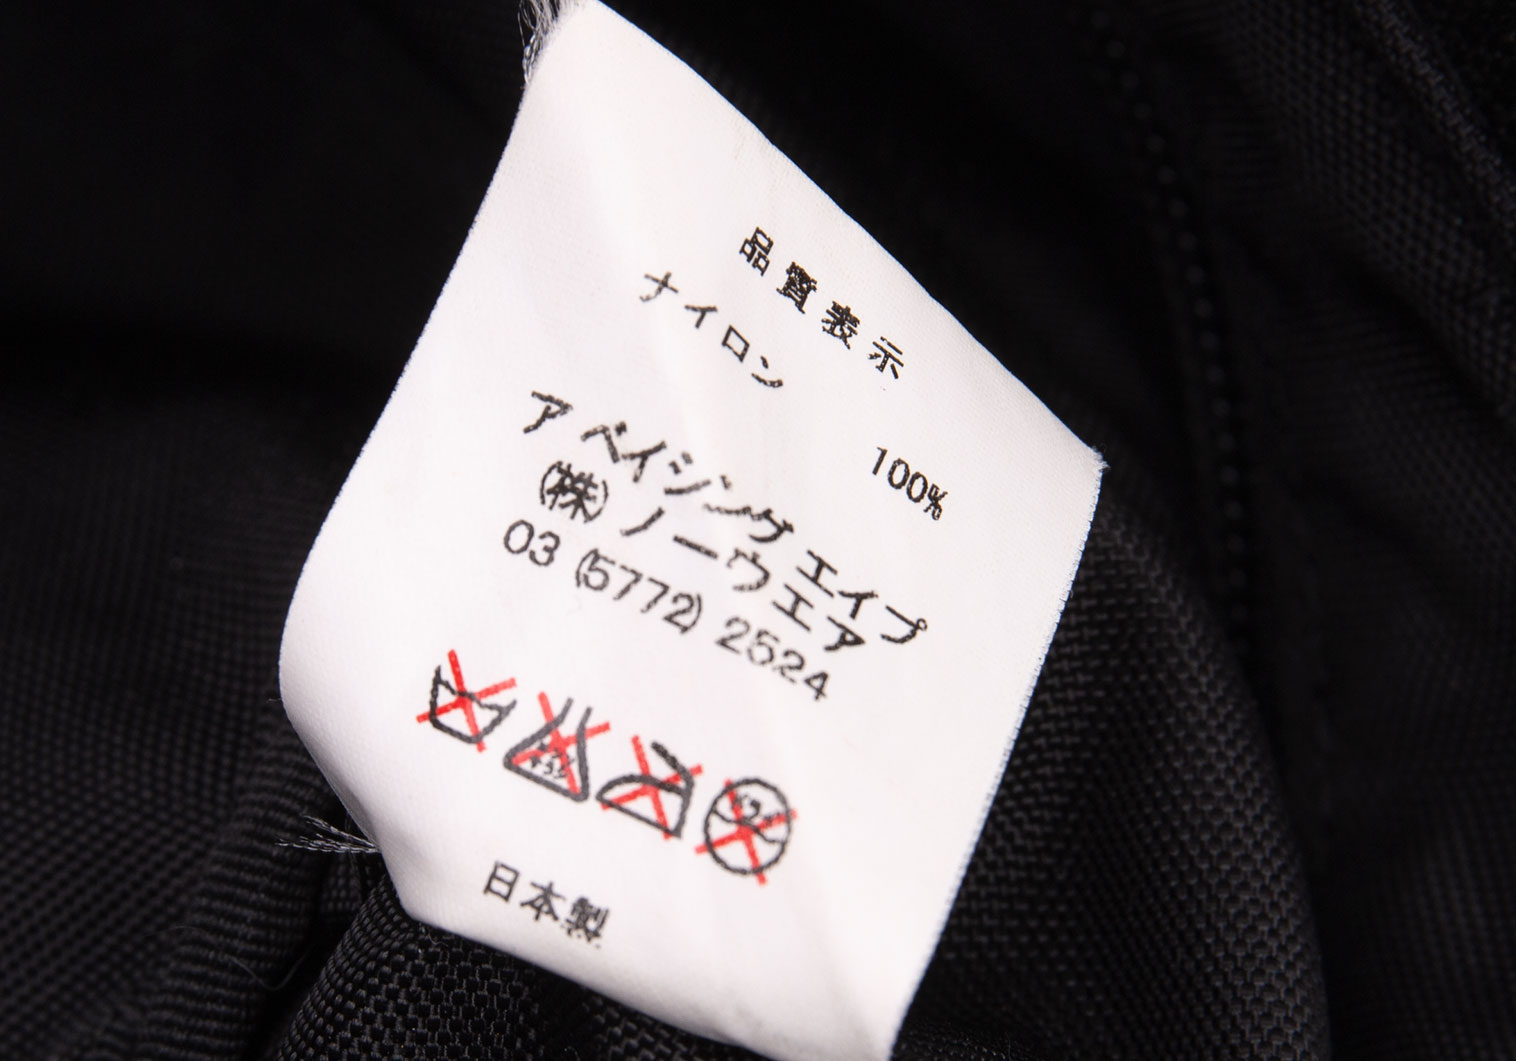 品質表示
ナイロン 100%
ア ベイシング エイプ
(株) ノーウエア
03 (5772) 2524
日本製